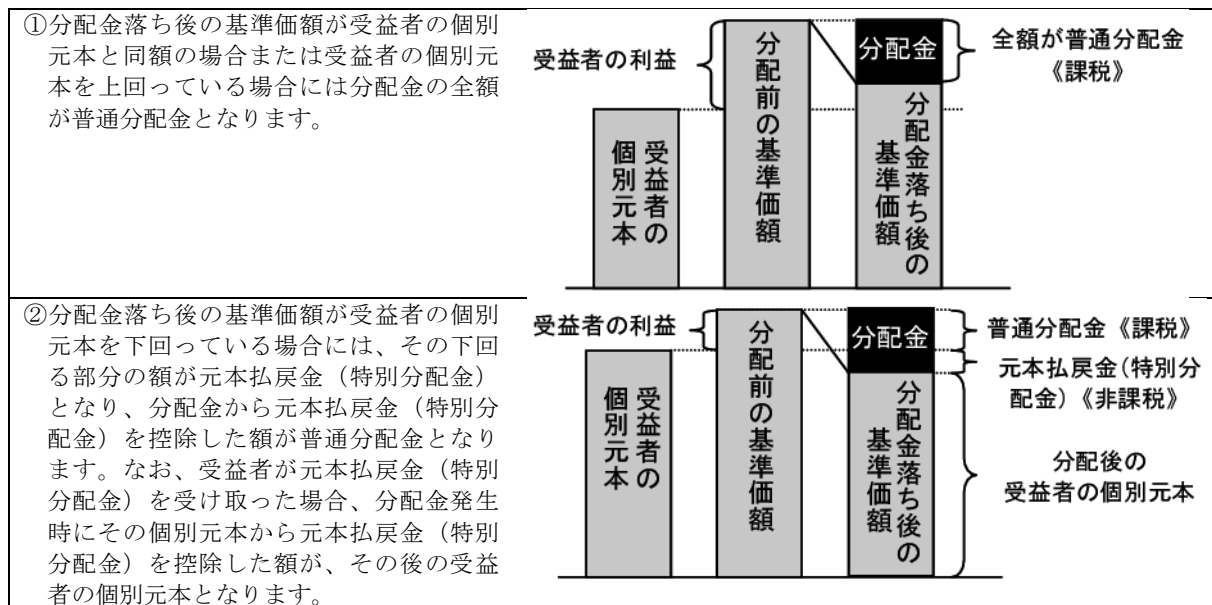 ①分配金落ち後の基準価額が受益者の個別
元本と同額の場合または受益者の個別元
本を上回っている場合には分配金の全額
が普通分配金となります。
受益者の利益
受益者の
個別元本
分配前の基準価額
分配金
分配金落ち後の
基準価額
全額が普通分配金
《課税》
②分配金落ち後の基準価額が受益者の個別
元本を下回っている場合には、その下回
る部分の額が元本払戻金（特別分配金）
となり、分配金から元本払戻金（特別分
配金）を控除した額が普通分配金となり
ます。なお、受益者が元本払戻金（特別
分配金）を受け取った場合、分配金発生
時にその個別元本から元本払戻金（特別
分配金）を控除した額が、その後の受益
者の個別元本となります。
受益者の利益
受益者の
個別元本
分配前の基準価額
分配金
分配金落ち後の
基準価額
普通分配金《課税》
元本払戻金(特別分
配金)《非課税》
分配後の
受益者の個別元本